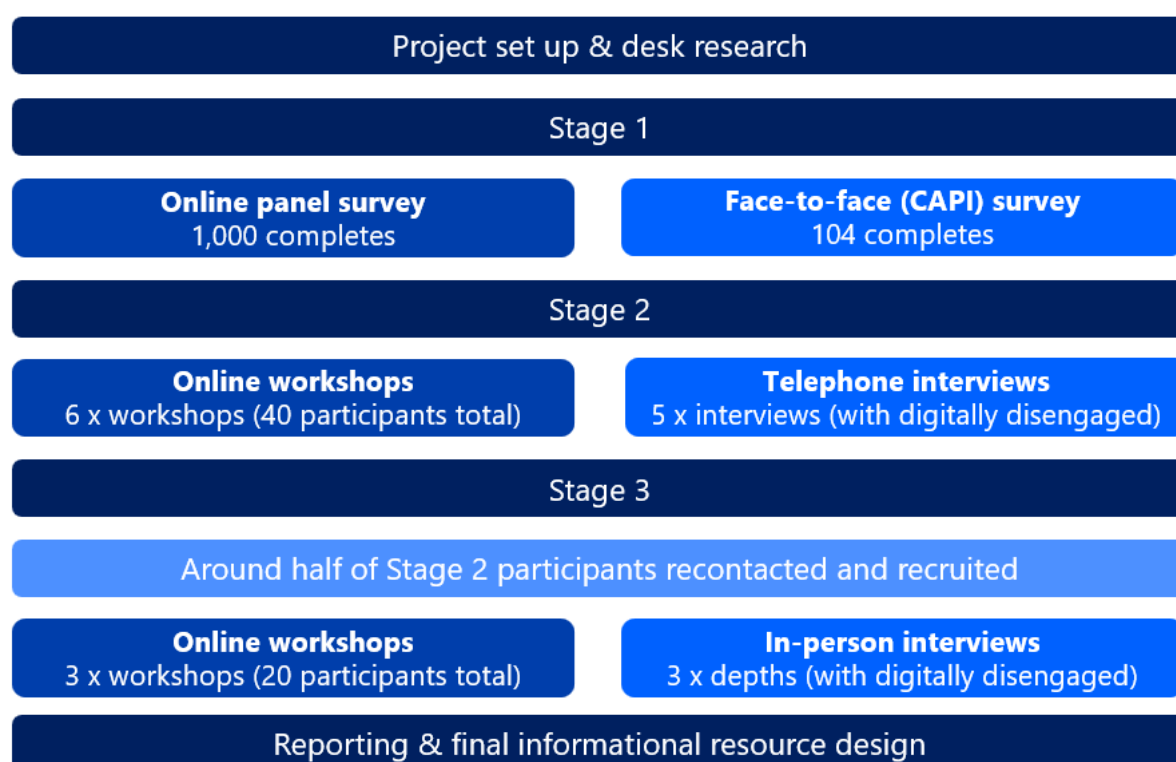 Project set up & desk research
Stage 1
Online panel survey
1,000 completes
Face-to-face (CAPI) survey
104 completes
Stage 2
Online workshops
6 x workshops (40 participants total)
Telephone interviews
5 x interviews (with digitally disengaged)
Stage 3
Around half of Stage 2 participants recontacted and recruited
Online workshops
3 x workshops (20 participants total)
In-person interviews
3 x depths (with digitally disengaged)
Reporting & final informational resource design